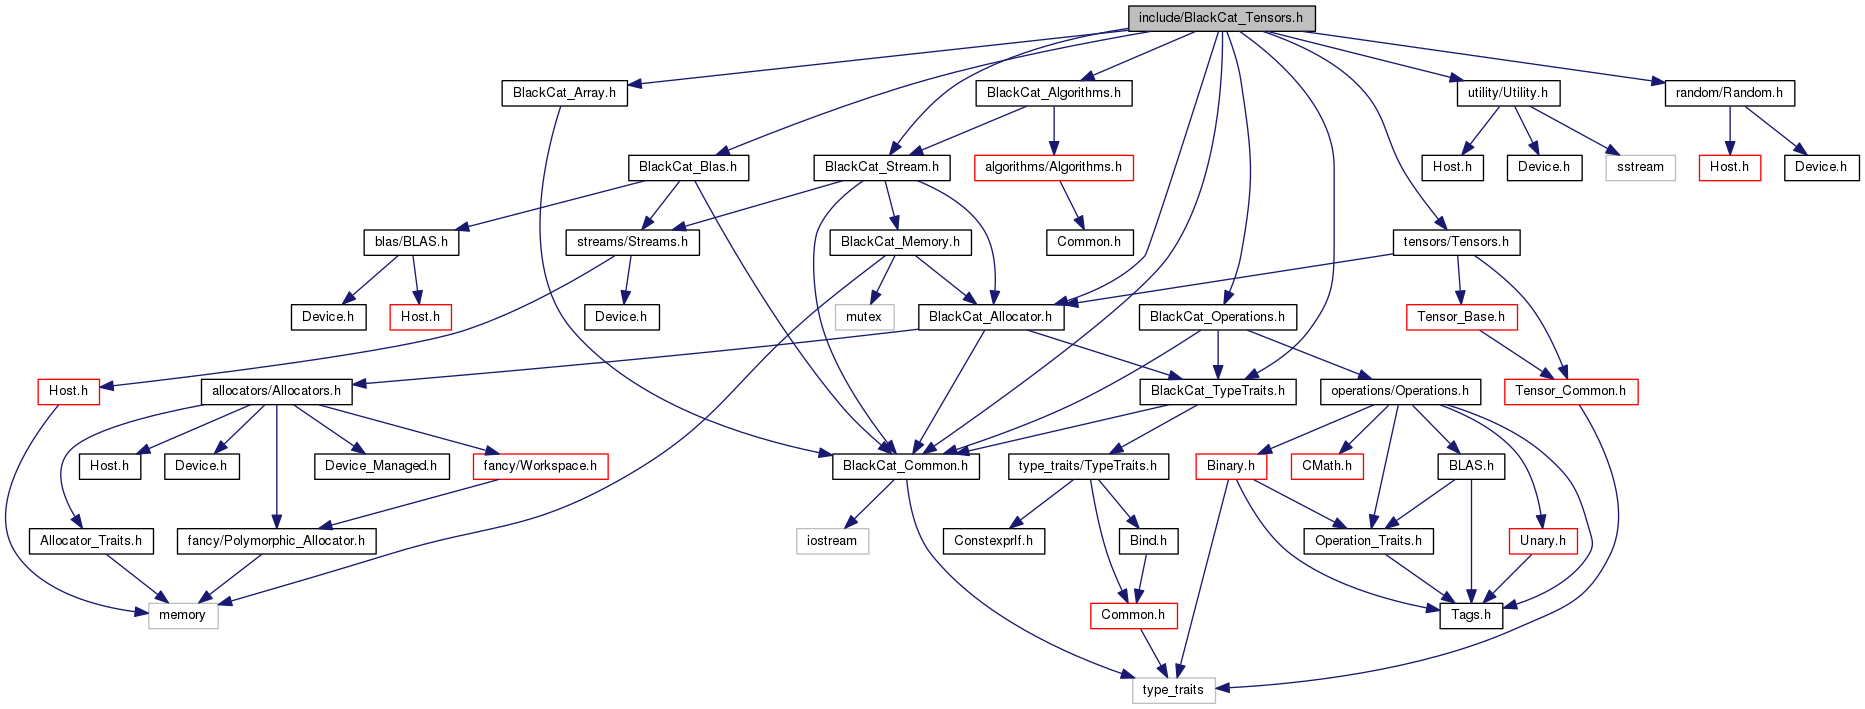 include/BlackCat_Tensors.h
BlackCat_Array.h
BlackCat_Algorithms.h
utility/Utility.h
random/Random.h
BlackCat_Blas.h
BlackCat_Stream.h
algorithms/Algorithms.h
Host.h
Device.h
sstream
Host.h
Device.h
blas/BLAS.h
streams/Streams.h
BlackCat_Memory.h
Common.h
tensors/Tensors.h
Device.h
Host.h
Device.h
mutex
BlackCat_Allocator.h
BlackCat_Operations.h
Tensor_Base.h
Host.h
allocators/Allocators.h
BlackCat_TypeTraits.h
operations/Operations.h
Tensor_Common.h
Host.h
Device.h
Device_Managed.h
fancy/Workspace.h
BlackCat_Common.h
type_traits/TypeTraits.h
Binary.h
CMath.h
BLAS.h
Allocator_Traits.h
fancy/Polymorphic_Allocator.h
iostream
ConstexprIf.h
Bind.h
Operation_Traits.h
Unary.h
memory
Common.h
Tags.h
type_traits